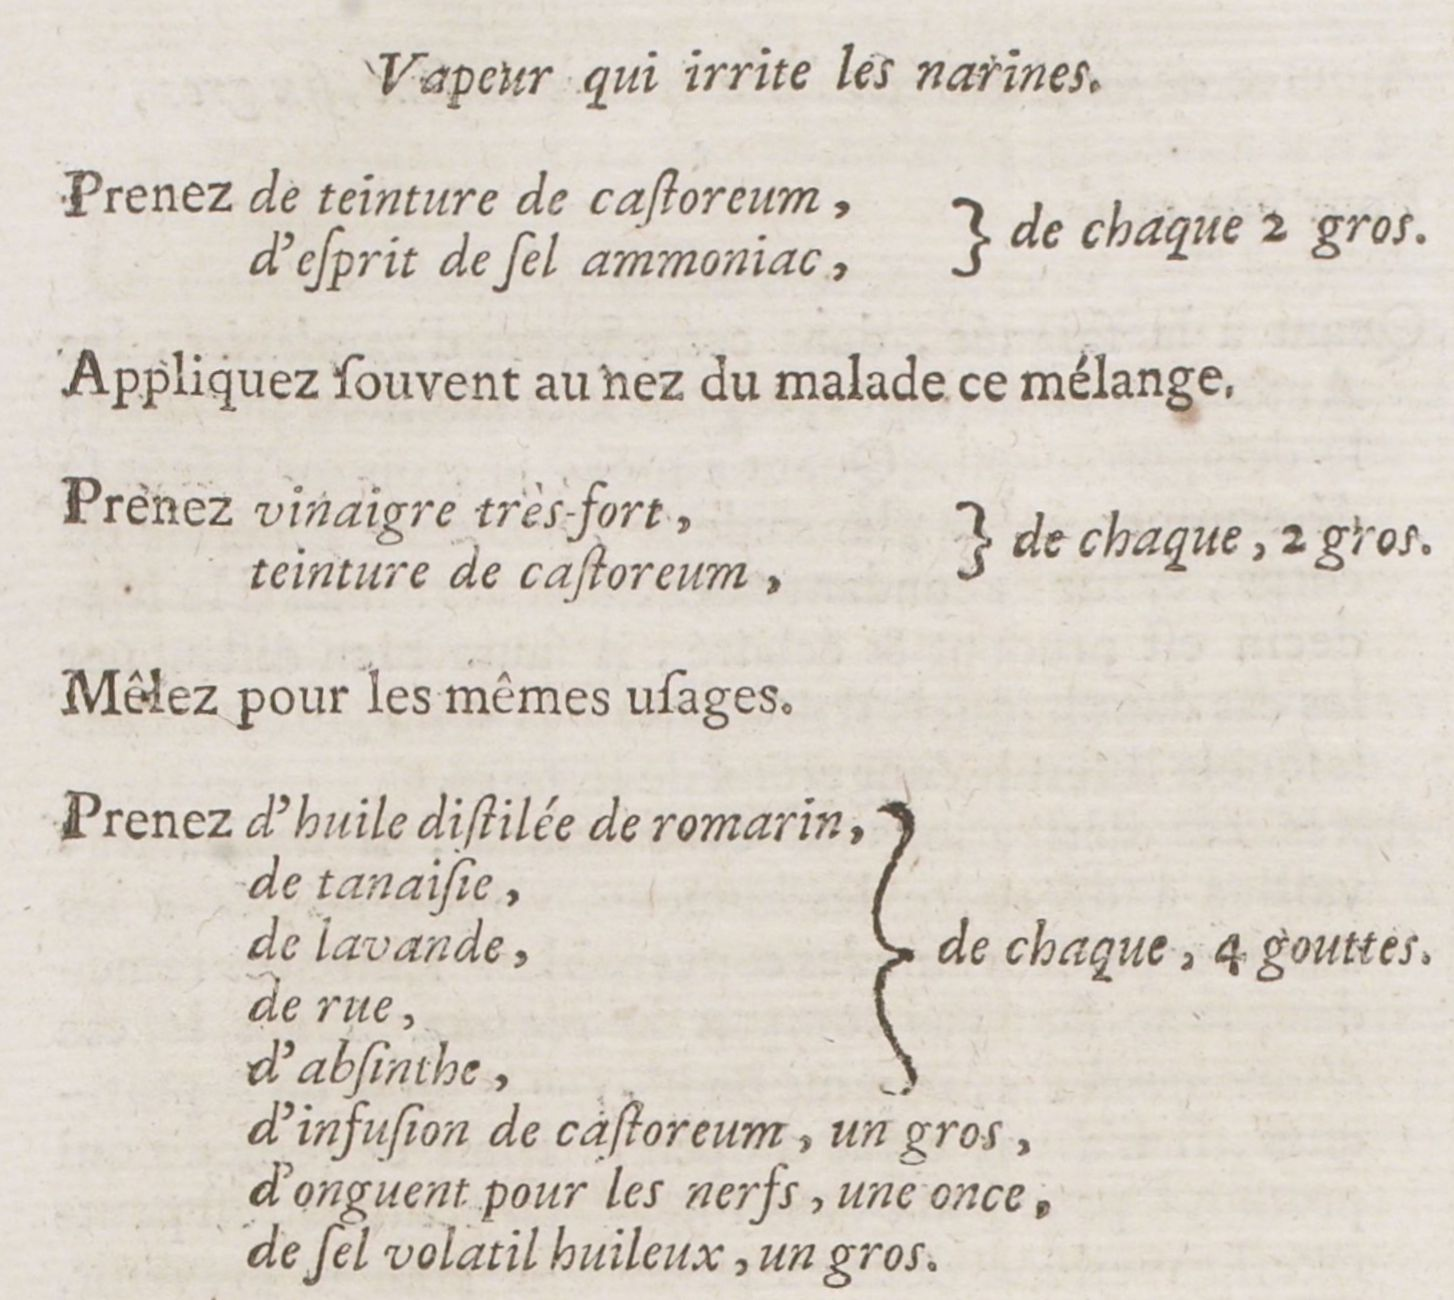 Vapeur qui irrite les narines.
Prenez de teinture de caſtoreum,
d'eſprit de ſel ammoniac,
} de chaque 2 gros.
Appliquez ſouvent au nez du malade ce mélange.
Prenez vinaigre très-fort,
teinture de caſtoreum,
} de chaque, 2 gros.
Mêlez pour les mêmes uſages.
Prenez d'huile diſtilée de romarin,
de tanaiſie,
de lavande,
de rue,
d'abſinthe,
} de chaque, 4 gouttes.
d'infuſion de caſtoreum, un gros,
d'onguent pour les nerfs, une once,
de ſel volatil huileux, un gros.